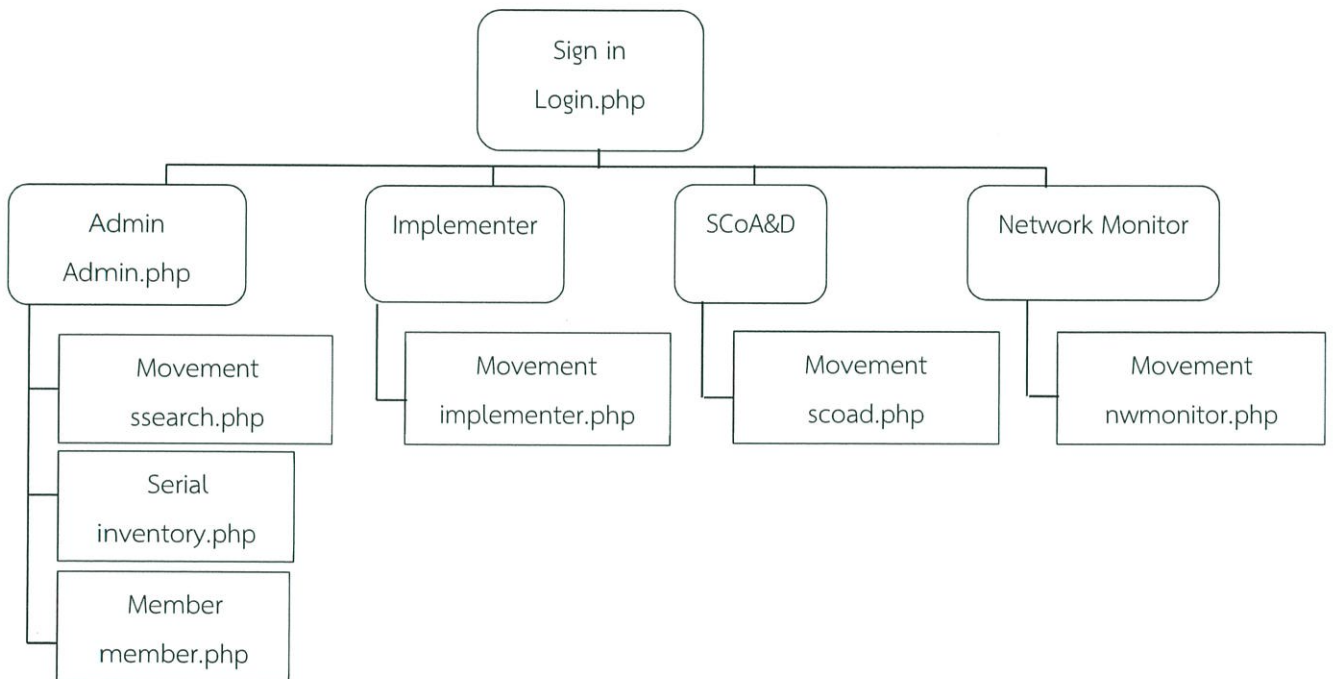 Sign in
Login.php
Admin
Admin.php
Implementer
SCoA&D
Network Monitor
Movement
ssearch.php
Movement
implementer.php
Movement
scoad.php
Movement
nwmonitor.php
Serial
inventory.php
Member
member.php